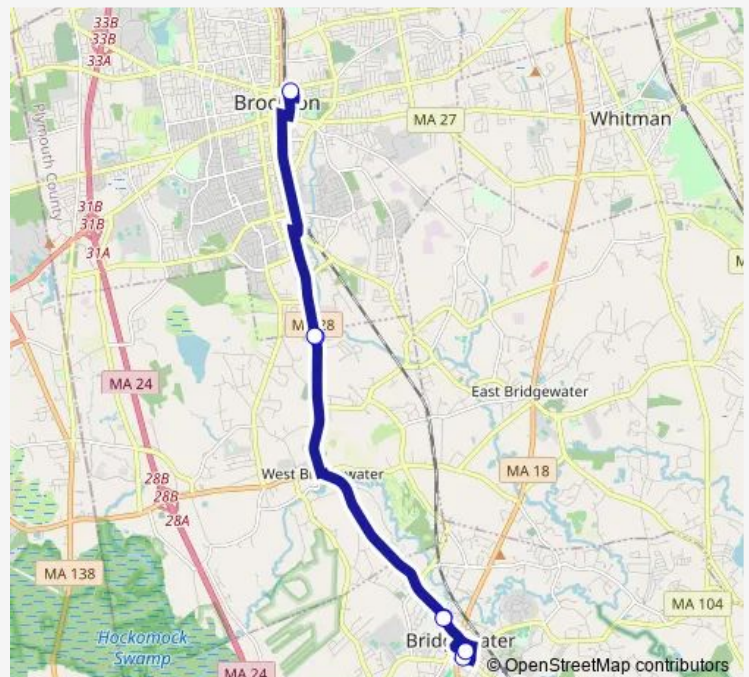 33B
33B
33A
Brockton
MA 27
Whitman
Plymouth County
31B
31B
31A
MA 28
MA 24
East Bridgewater
28B
28B
28A
West Bridgewater
MA 18
MA 138
MA 104
Hockomock
Swamp
Bridgewater
MA 24
© OpenStreetMap contributors